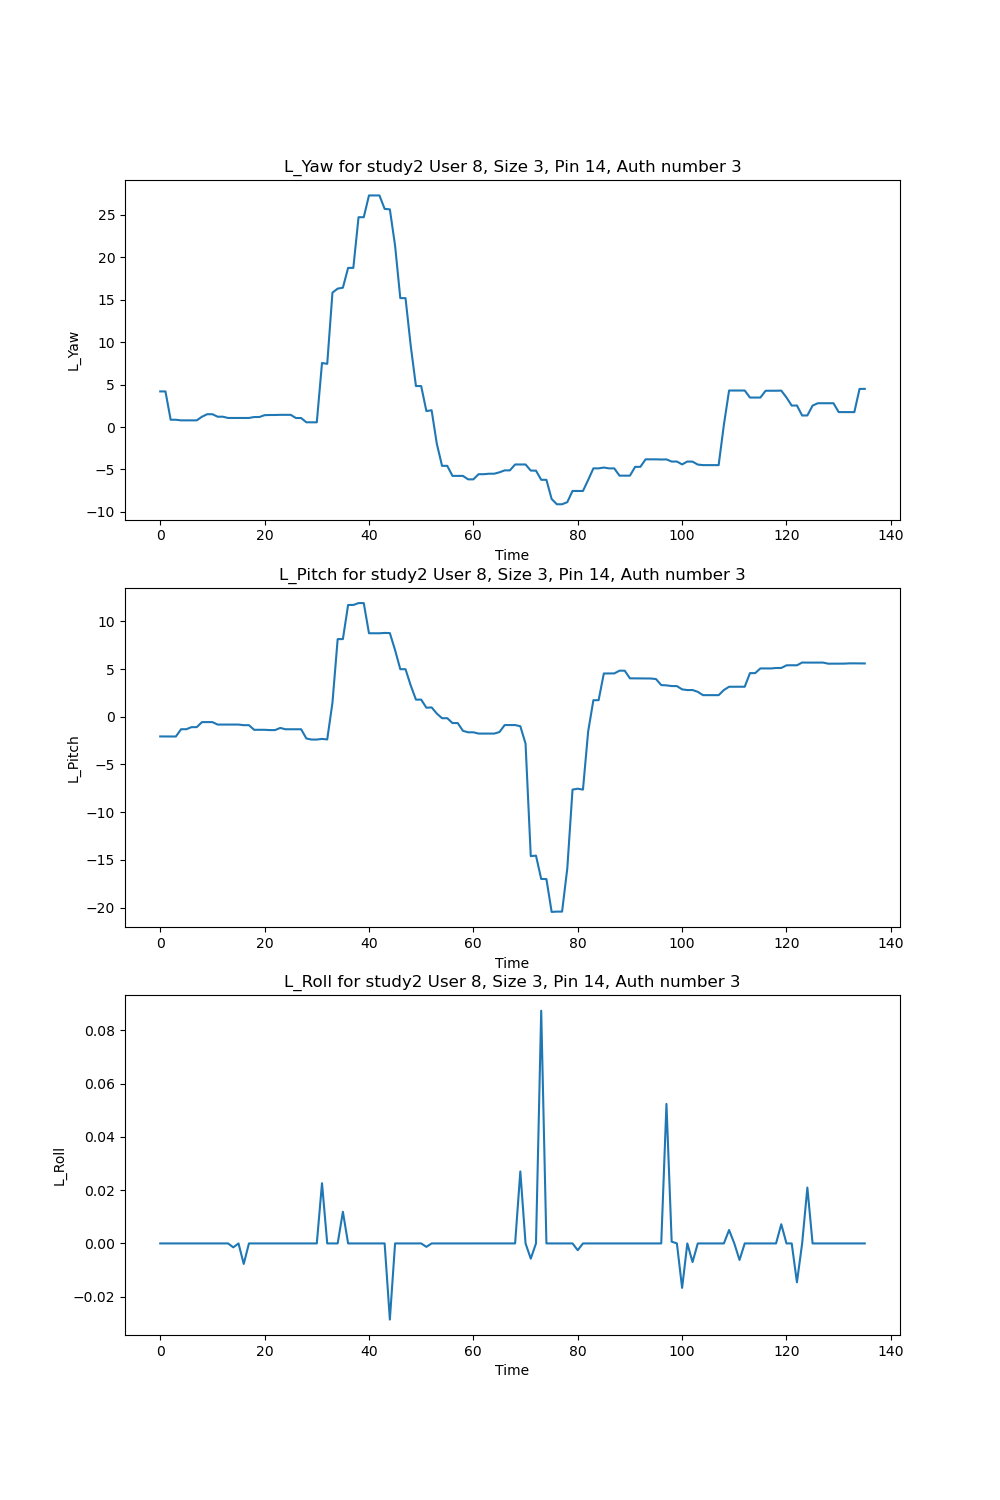 L_Yaw for study2 User 8, Size 3, Pin 14, Auth number 3
25
20
15
10
5
0
−5
−10
L_Yaw
0 20 40 60 80 100 120 140
Time
L_Pitch for study2 User 8, Size 3, Pin 14, Auth number 3
10
5
0
−5
−10
−15
−20
L_Pitch
0 20 40 60 80 100 120 140
Time
L_Roll for study2 User 8, Size 3, Pin 14, Auth number 3
0.08
0.06
0.04
0.02
0.00
−0.02
L_Roll
0 20 40 60 80 100 120 140
Time